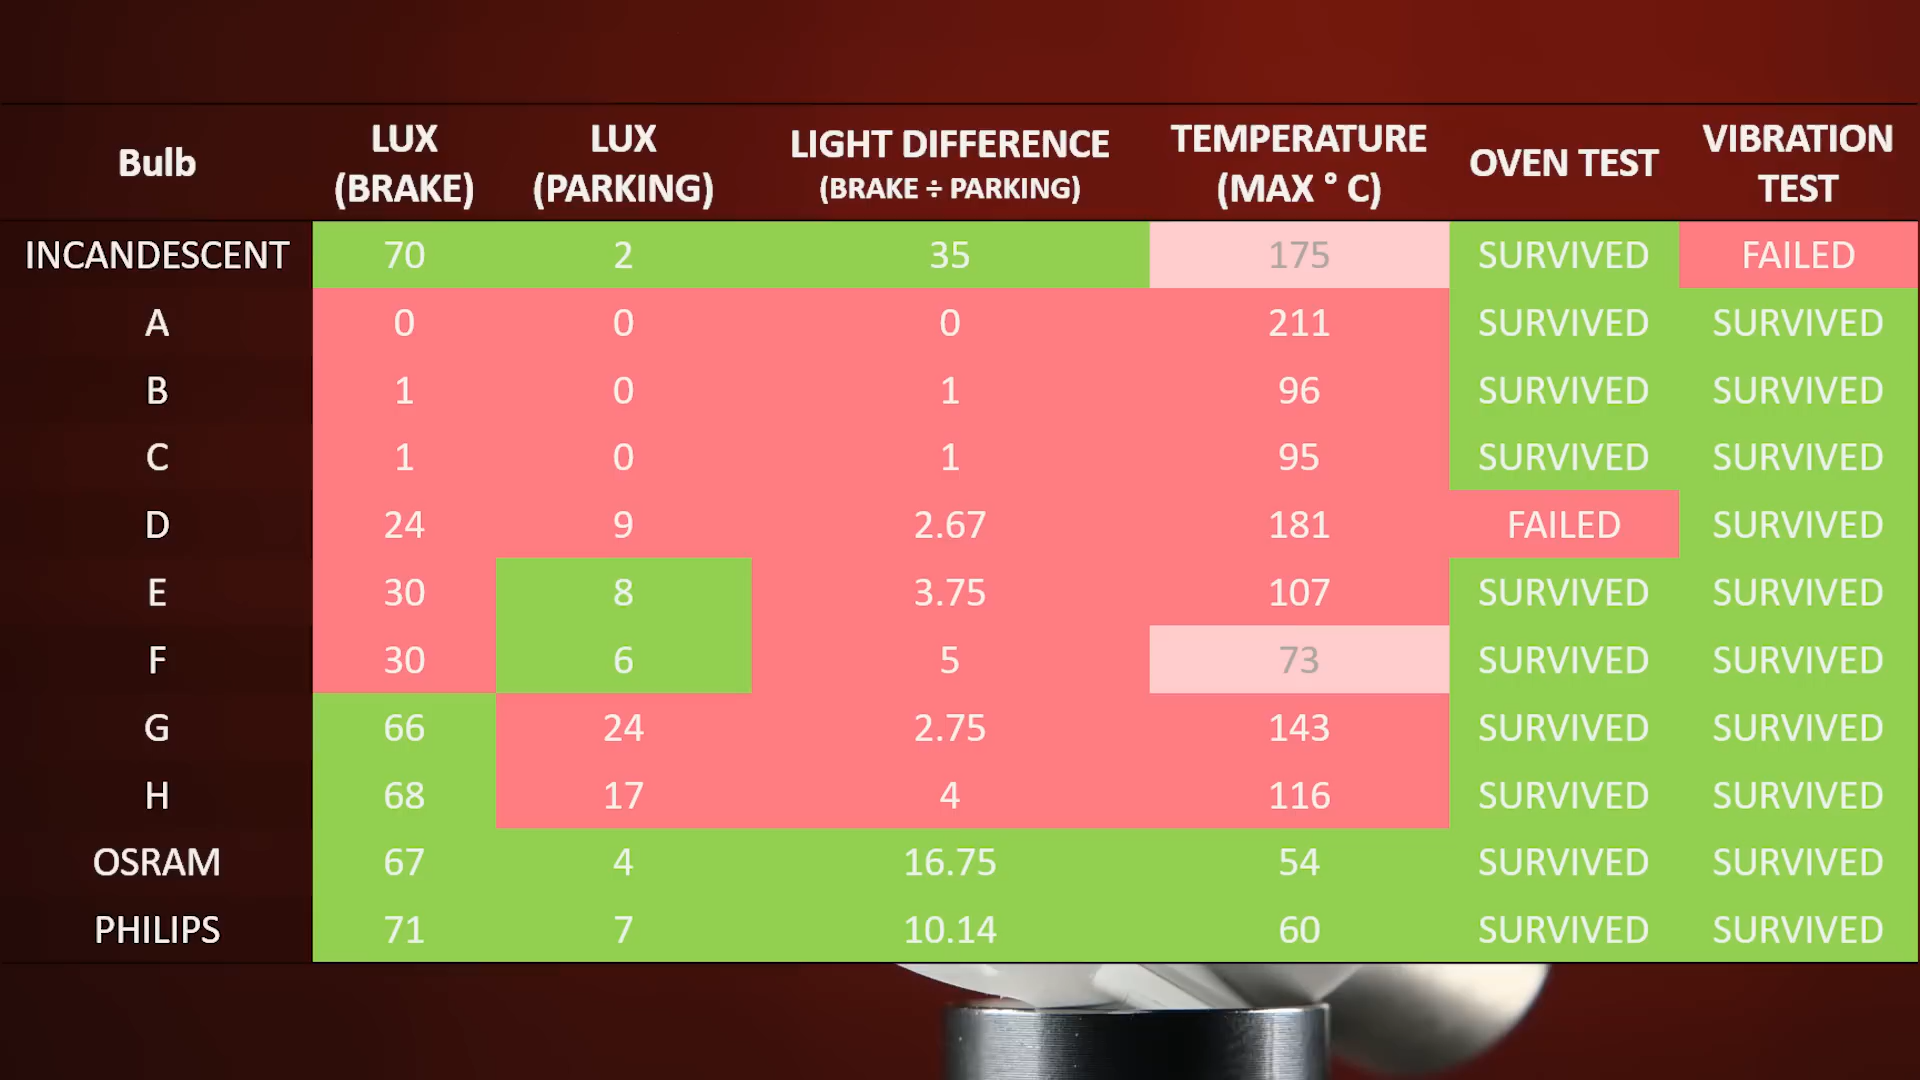 Bulb LUX (BRAKE) LUX (PARKING) LIGHT DIFFERENCE (BRAKE ÷ PARKING) TEMPERATURE (MAX ° C) OVEN TEST VIBRATION TEST
INCANDESCENT 70 2 35 175 SURVIVED FAILED
A 0 0 0 211 SURVIVED SURVIVED
B 1 0 1 96 SURVIVED SURVIVED
C 1 0 1 95 SURVIVED SURVIVED
D 24 9 2.67 181 FAILED SURVIVED
E 30 8 3.75 107 SURVIVED SURVIVED
F 30 6 5 73 SURVIVED SURVIVED
G 66 24 2.75 143 SURVIVED SURVIVED
H 68 17 4 116 SURVIVED SURVIVED
OSRAM 67 4 16.75 54 SURVIVED SURVIVED
PHILIPS 71 7 10.14 60 SURVIVED SURVIVED